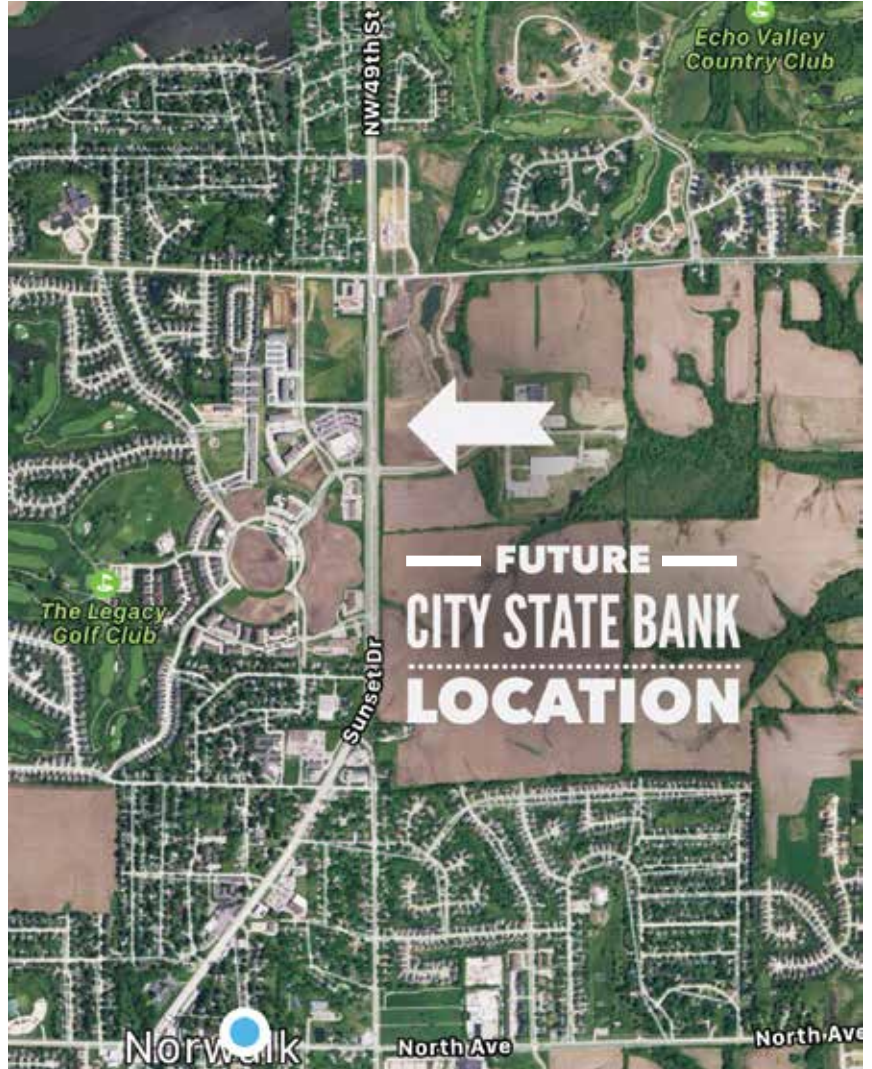 NW 49th St
Echo Valley
Country Club
FUTURE
CITY STATE BANK
LOCATION
The Legacy
Golf Club
Sunset Dr
Norwalk
North Ave
North Ave